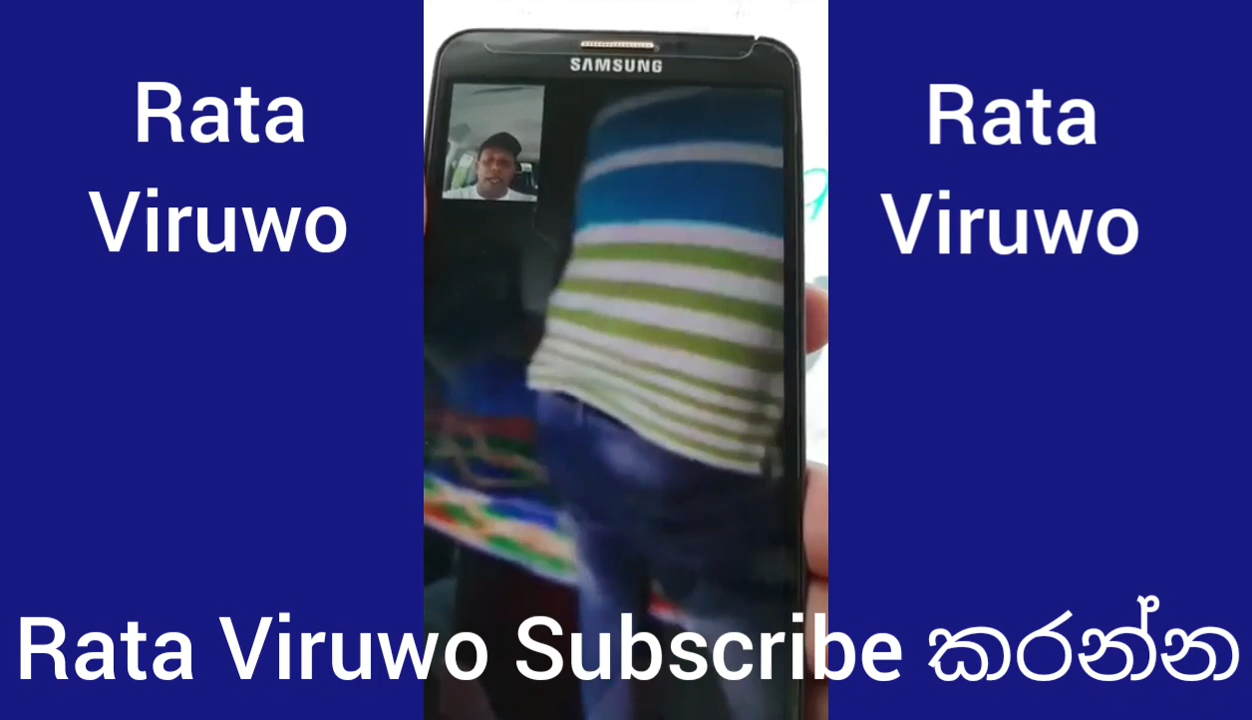 Rata
Viruwo
SAMSUNG
Rata
Viruwo
Rata Viruwo Subscribe කරන්න